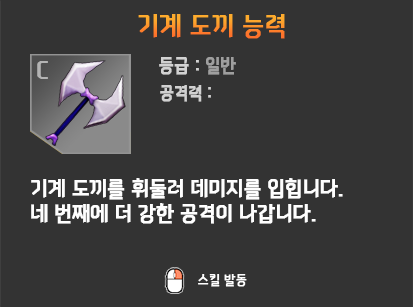 기계 도끼 능력
C
등급 : 일반
공격력 :
기계 도끼를 휘둘러 데미지를 입힙니다.
네 번째에 더 강한 공격이 나갑니다.
스킬 발동